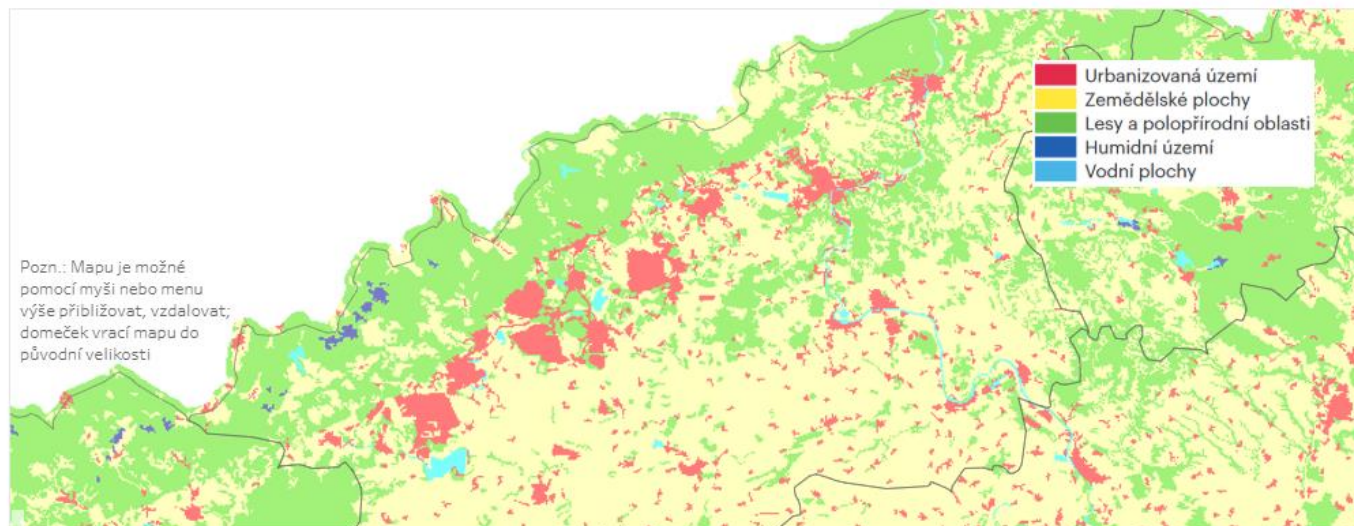 Urbanizovaná území
Zemědělské plochy
Lesy a polopřírodní oblasti
Humidní území
Vodní plochy
Pozn.: Mapu je možné
pomocí myši nebo menu
výše přibližovat, vzdalovat;
domeček vrací mapu do
původní velikosti